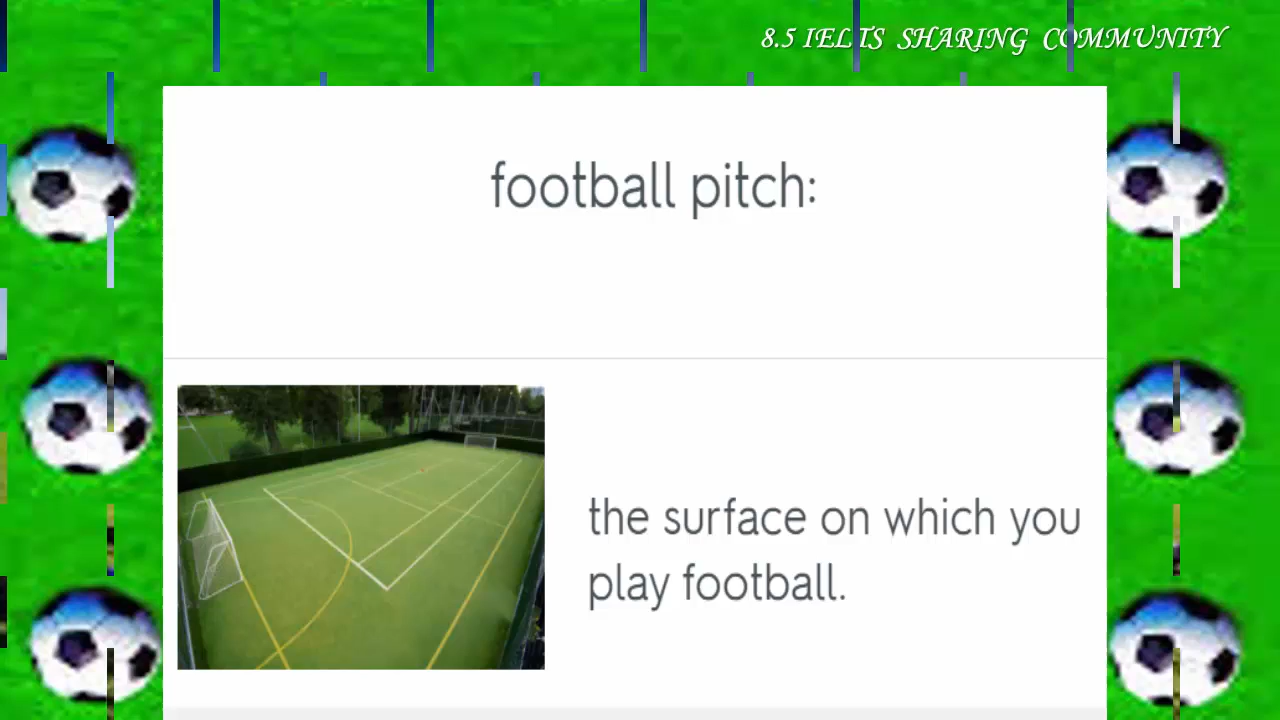 8.5 IELTS SHARING COMMUNITY
football pitch:
the surface on which you
play football.